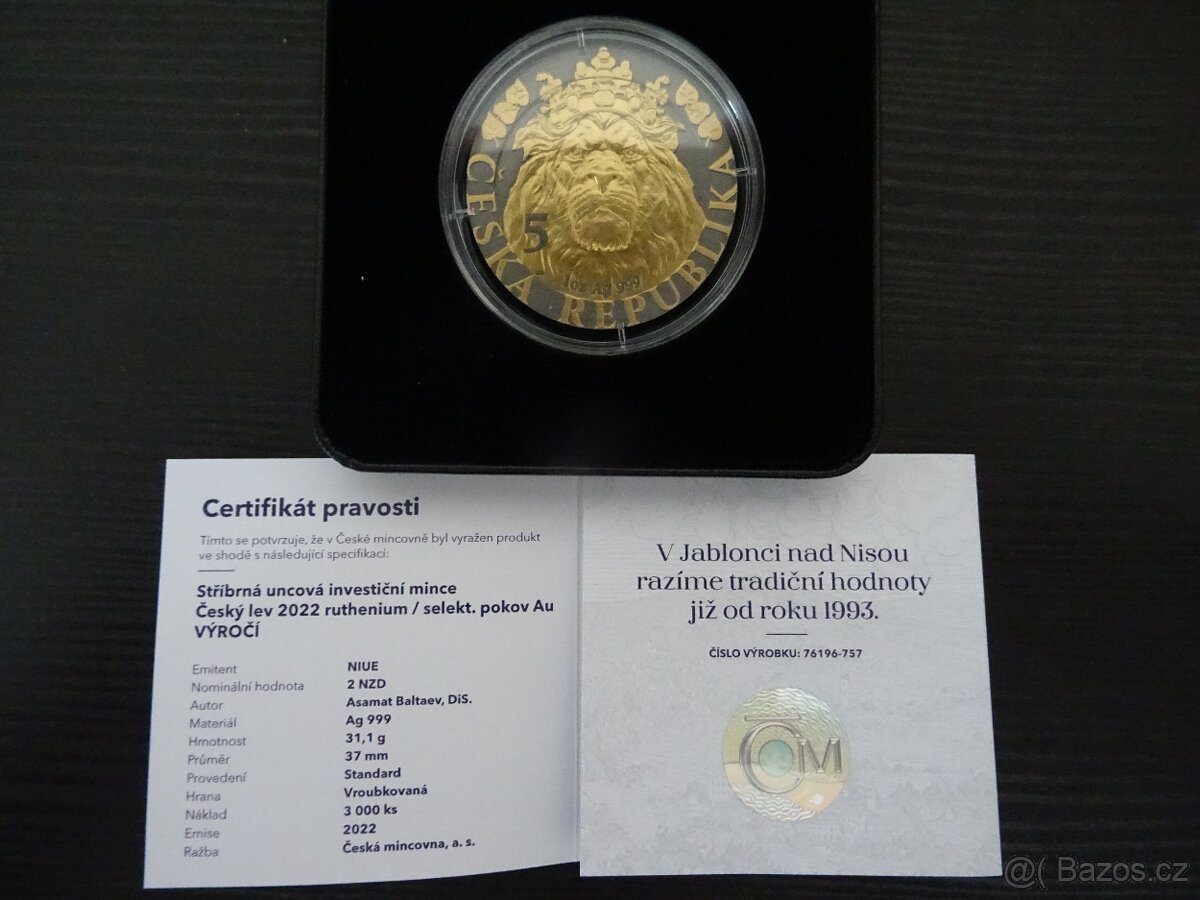 ČESKÁ REPUBLIKA
5
1oz Ag 999
Certifikát pravosti
Tímto se potvrzuje, že v České mincovně byl vyražen produkt
ve shodě s následující specifikací:
Stříbrná uncová investiční mince
Český lev 2022 ruthenium / selekt. pokov Au
VÝROČÍ
Emitent NIUE
Nominální hodnota 2 NZD
Autor Asamat Baltaev, DiS.
Materiál Ag 999
Hmotnost 31,1 g
Průměr 37 mm
Provedení Standard
Hrana Vroubkovaná
Náklad 3 000 ks
Emise 2022
Ražba Česká mincovna, a. s.
V Jablonci nad Nisou
razíme tradiční hodnoty
již od roku 1993.
ČÍSLO VÝROBKU: 76196-757
ČM
@( Bazos.cz